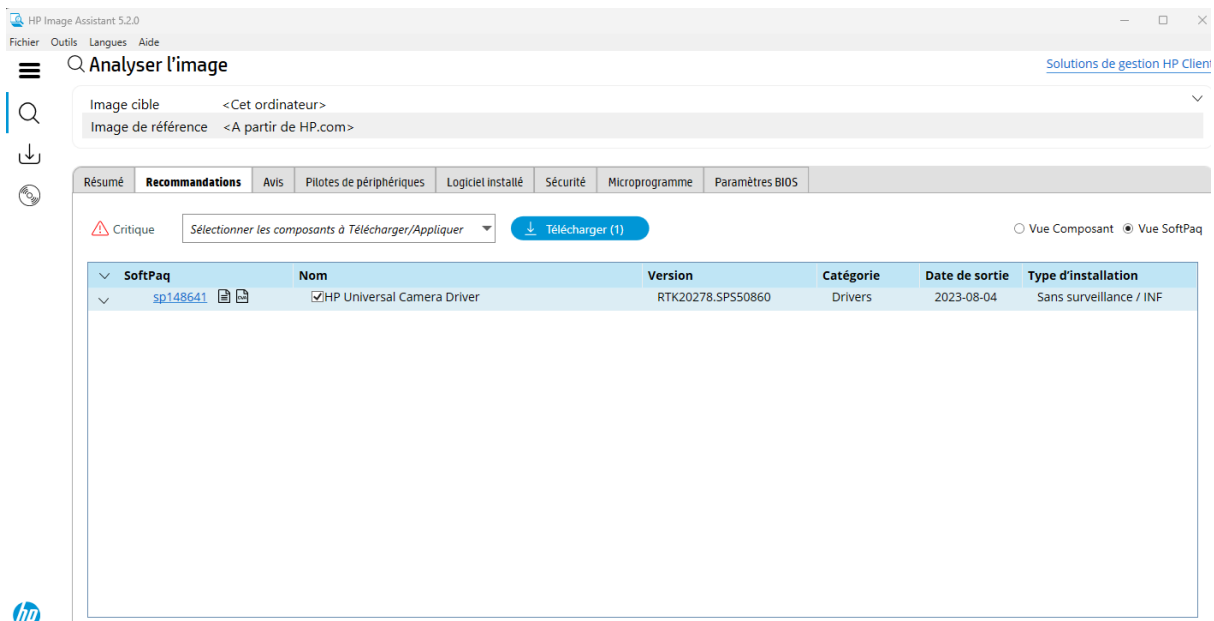 HP Image Assistant 5.2.0
Fichier Outils Langues Aide
Analyser l'image
Solutions de gestion HP Client
Image cible <Cet ordinateur>
Image de référence <A partir de HP.com>
Résumé Recommandations Avis Pilotes de périphériques Logiciel installé Sécurité Microprogramme Paramètres BIOS
Critique Sélectionner les composants à Télécharger/Appliquer Télécharger (1) Vue Composant Vue SoftPaq
SoftPaq Nom Version Catégorie Date de sortie Type d'installation
sp148641 HP Universal Camera Driver RTK20278.SPS50860 Drivers 2023-08-04 Sans surveillance / INF
hp